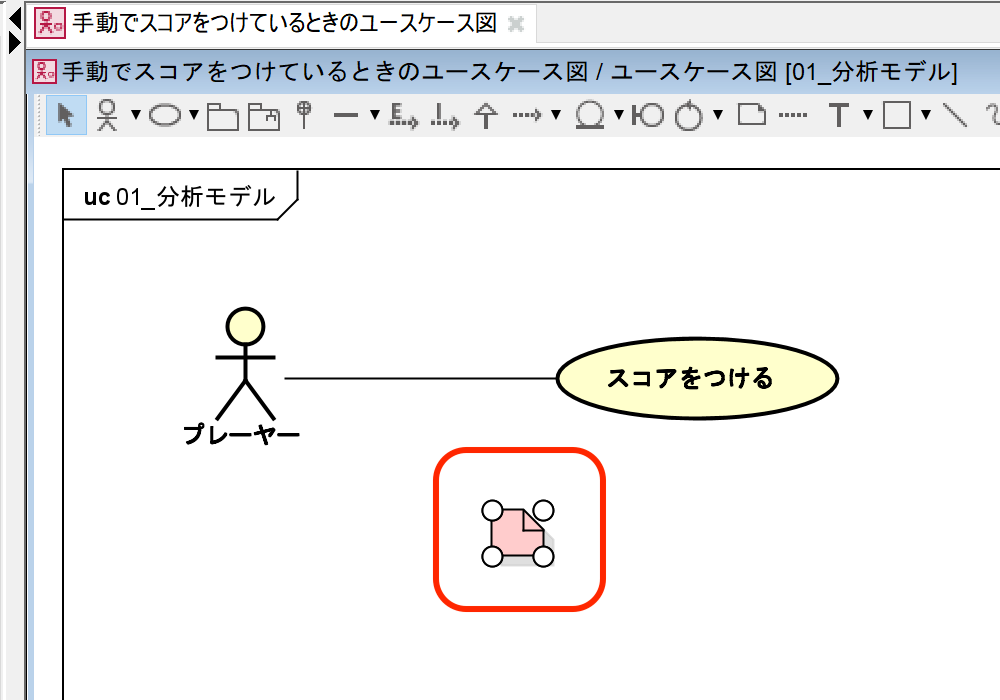 手動でスコアをつけているときのユースケース図
手動でスコアをつけているときのユースケース図 / ユースケース図 [01_分析モデル]
E
I
T
uc 01_分析モデル
スコアをつける
プレーヤー